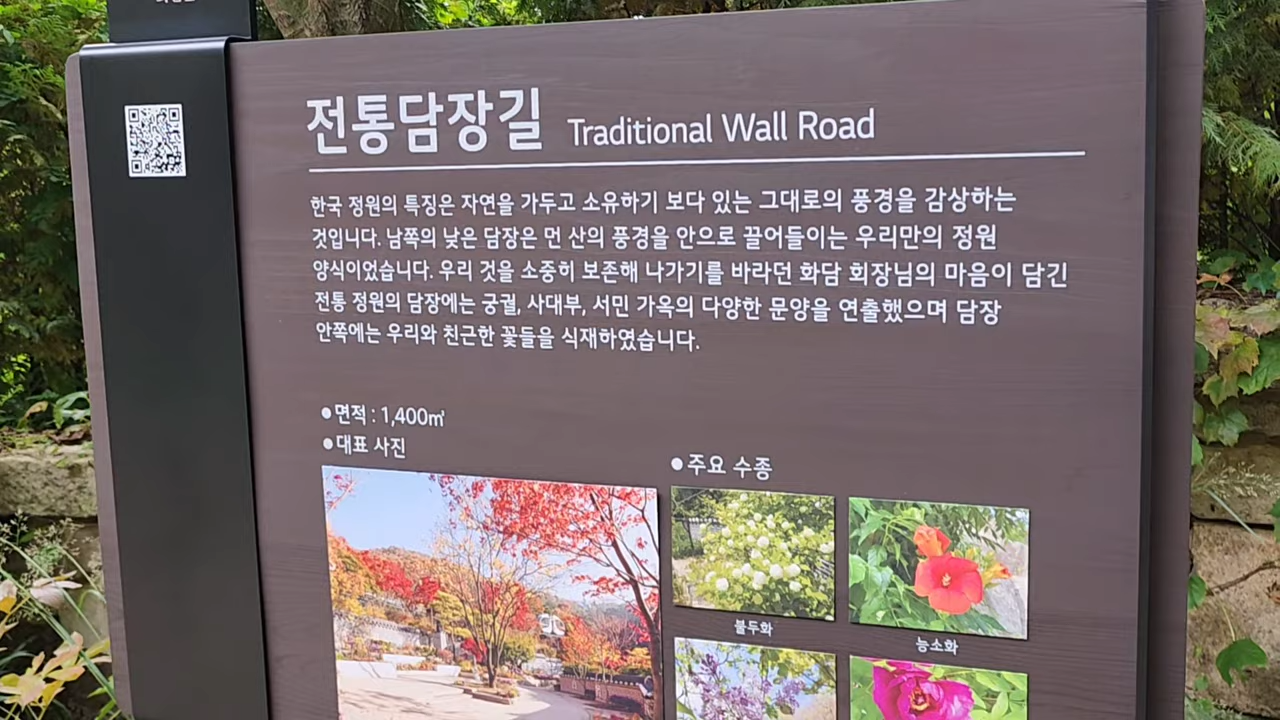 전통담장길 Traditional Wall Road
한국 정원의 특징은 자연을 가두고 소유하기 보다 있는 그대로의 풍경을 감상하는
것입니다. 남쪽의 낮은 담장은 먼 산의 풍경을 안으로 끌어들이는 우리만의 정원
양식이었습니다. 우리 것을 소중히 보존해 나가기를 바라던 화담 회장님의 마음이 담긴
전통 정원의 담장에는 궁궐, 사대부, 서민 가옥의 다양한 문양을 연출했으며 담장
안쪽에는 우리와 친근한 꽃들을 식재하였습니다.
●면적 : 1,400㎡
●대표 사진
●주요 수종
불두화
능소화